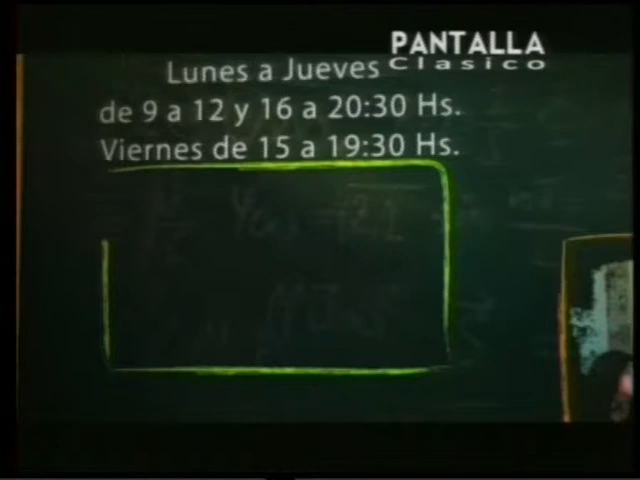 PANTALLA
Clasico
Lunes a Jueves
de 9 a 12 y 16 a 20:30 Hs.
Viernes de 15 a 19:30 Hs.